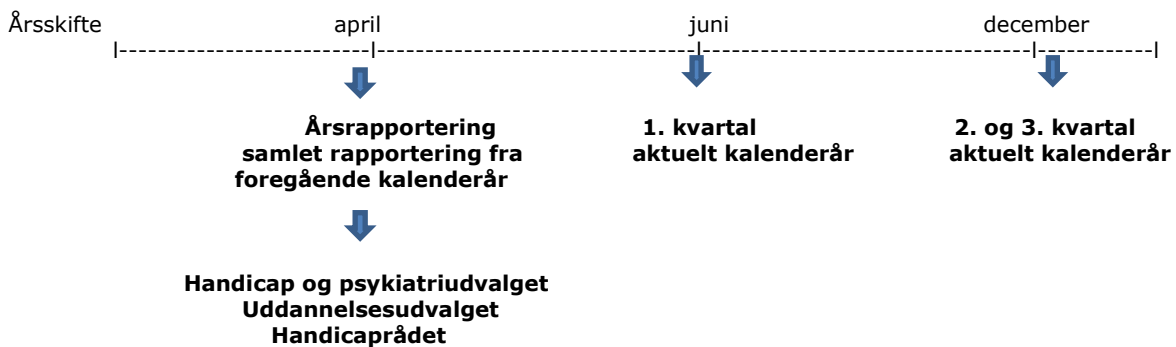 Årsskifte april juni december
|--------------------------------|------------------------------------------|------------------------------------------|---------------|
Årsrapportering
samlet rapportering fra
foregående kalenderår
1. kvartal
aktuelt kalenderår
2. og 3. kvartal
aktuelt kalenderår
Handicap og psykiatriudvalget
Uddannelsesudvalget
Handicaprådet